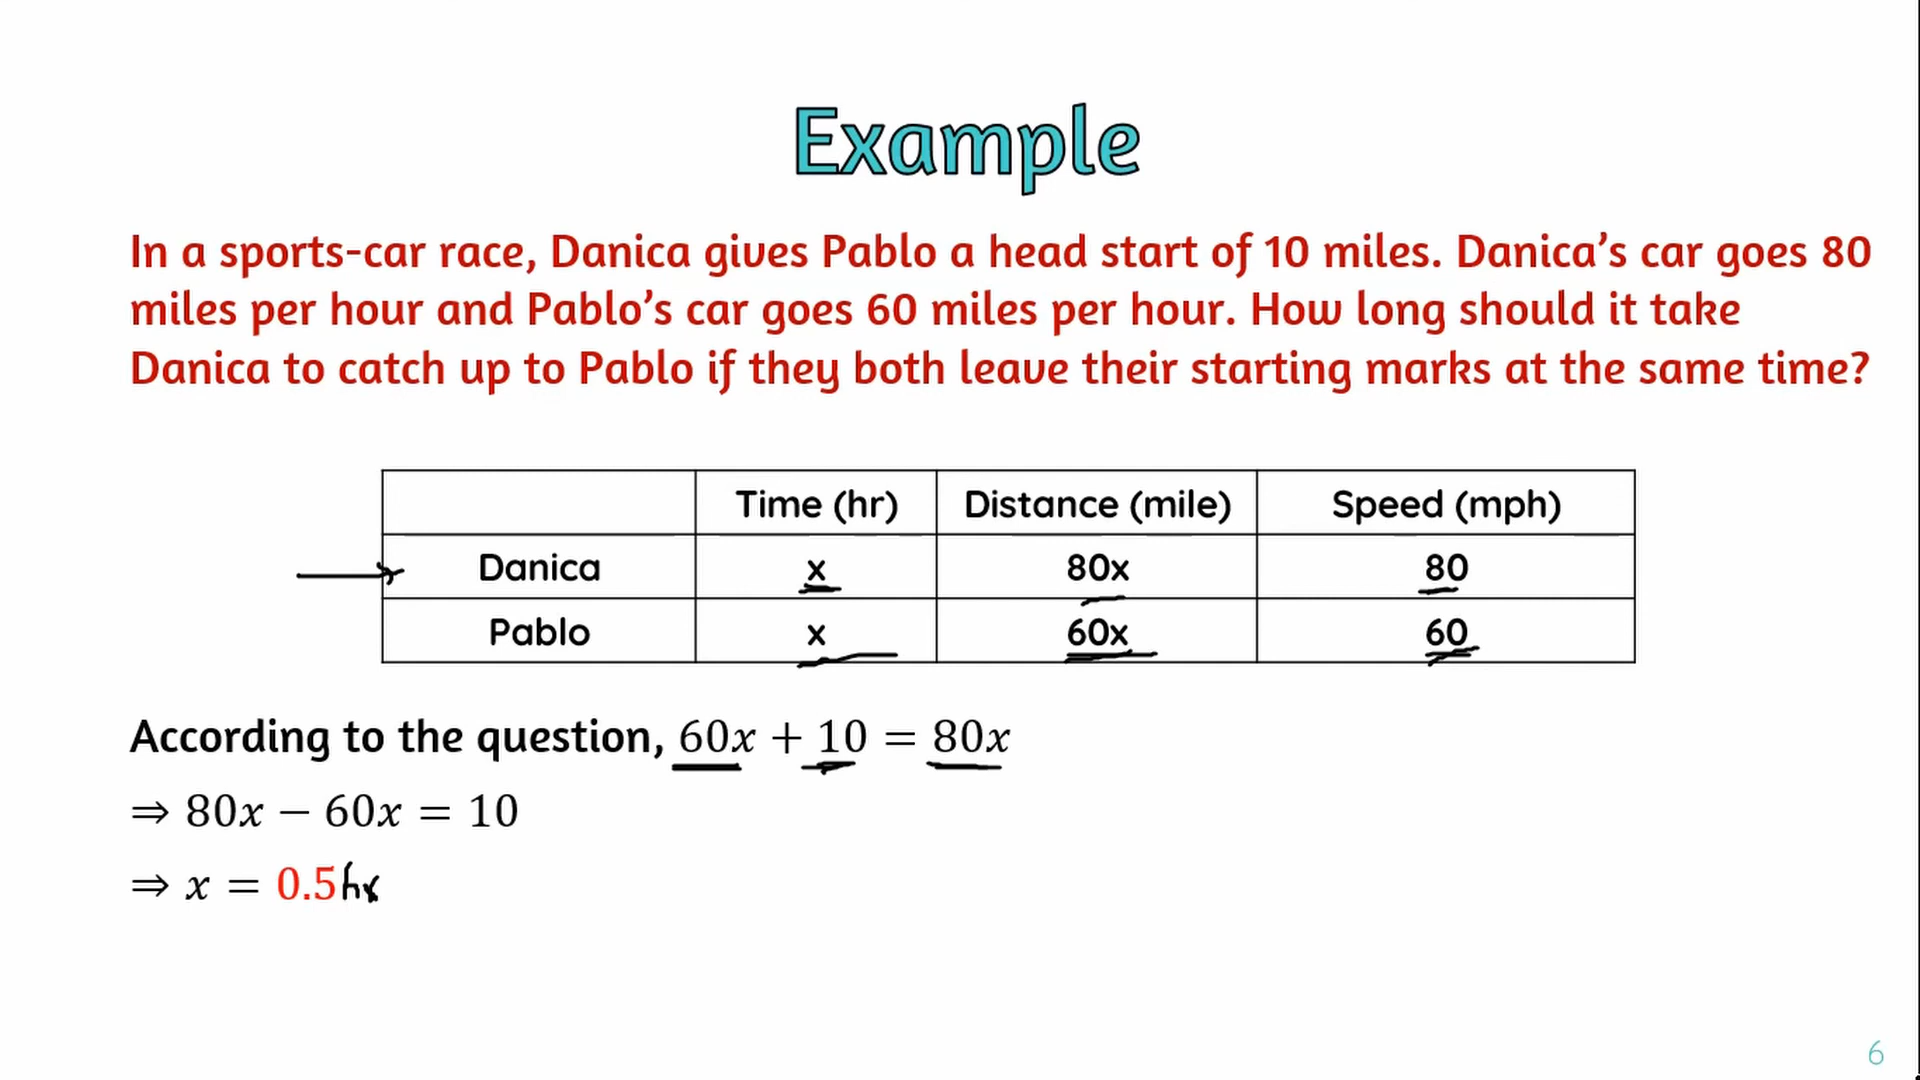 Example
In a sports-car race, Danica gives Pablo a head start of 10 miles. Danica’s car goes 80
miles per hour and Pablo’s car goes 60 miles per hour. How long should it take
Danica to catch up to Pablo if they both leave their starting marks at the same time?
Time (hr) Distance (mile) Speed (mph)
Danica x 80x 80
Pablo x 60x 60
According to the question, 60x + 10 = 80x
⇒ 80x − 60x = 10
⇒ x = 0.5 hr
6